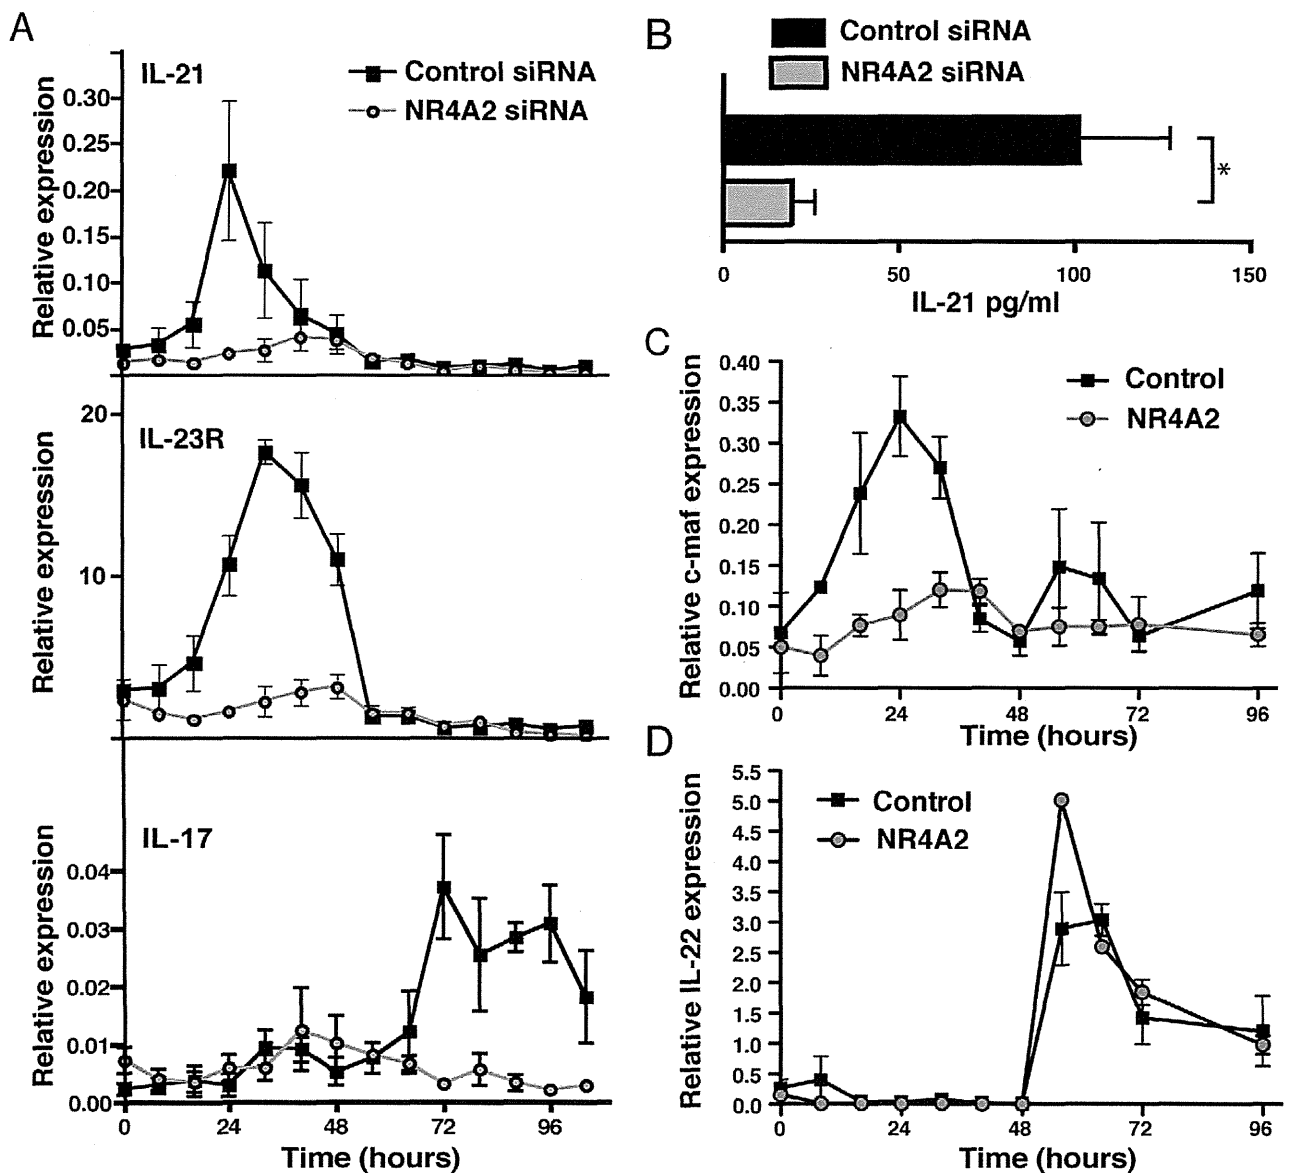 A
IL-21
Control siRNA
NR4A2 siRNA
Relative expression
0.30
0.25
0.20
0.15
0.10
0.05
IL-23R
Relative expression
20
10
IL-17
Relative expression
0.04
0.03
0.02
0.01
0.00
0 24 48 72 96
Time (hours)
B
Control siRNA
NR4A2 siRNA
*
0 50 100 150
IL-21 pg/ml
C
Control
NR4A2
Relative c-maf expression
0.40
0.35
0.30
0.25
0.20
0.15
0.10
0.05
0.00
0 24 48 72 96
Time (hours)
D
Control
NR4A2
Relative IL-22 expression
5.5
5.0
4.5
4.0
3.5
3.0
2.5
2.0
1.5
1.0
0.5
0.0
0 24 48 72 96
Time (hours)